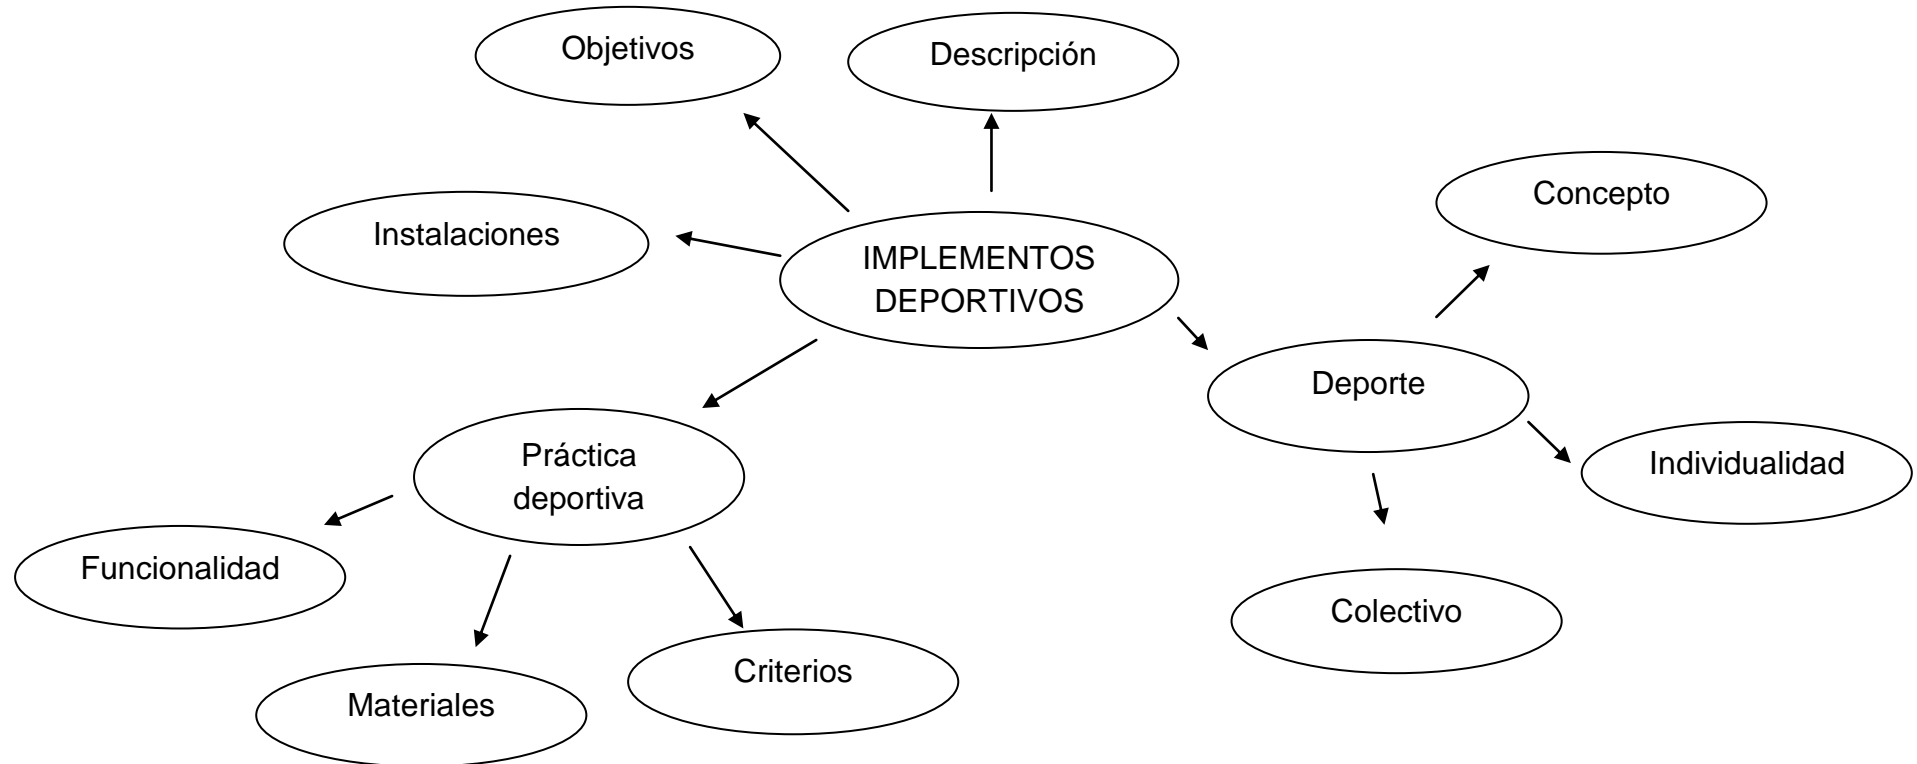 Objetivos
Descripción
Concepto
Instalaciones
IMPLEMENTOS
DEPORTIVOS
Deporte
Individualidad
Práctica
deportiva
Funcionalidad
Colectivo
Criterios
Materiales